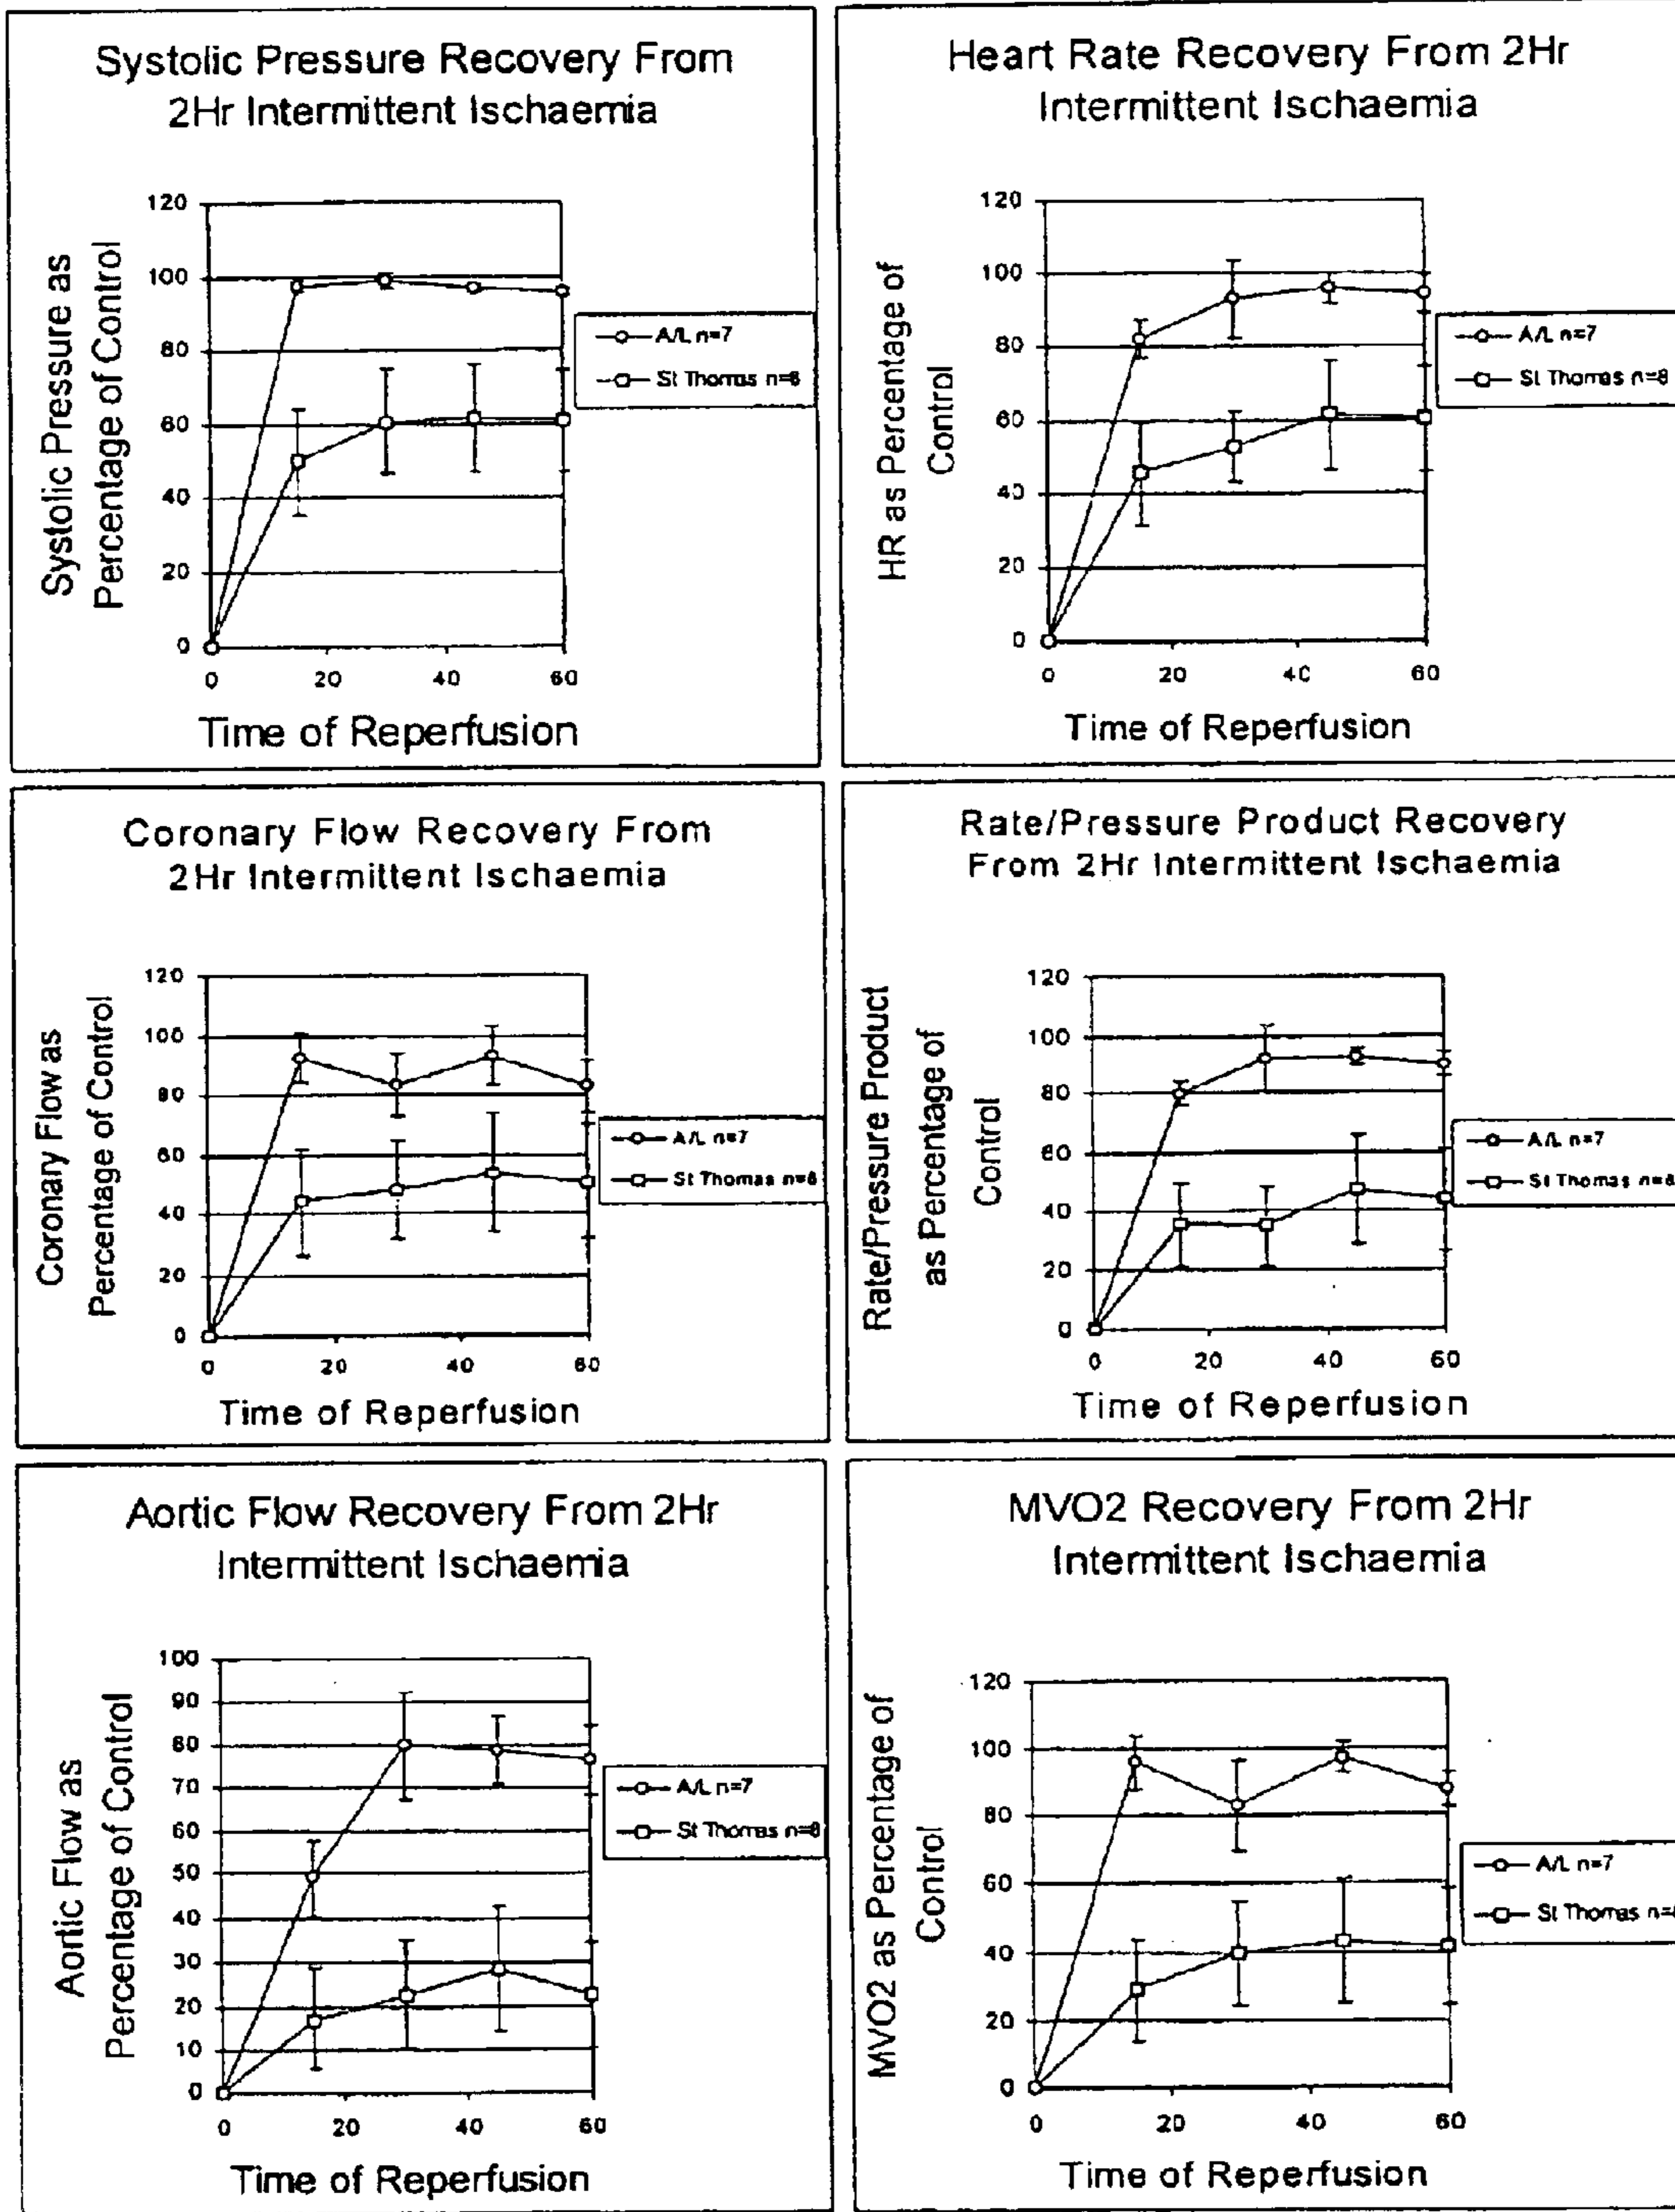 Systolic Pressure Recovery From
2Hr Intermittent Ischaemia
Systolic Pressure as
Percentage of Control
120
100
80
60
40
20
0
0 20 40 60
Time of Reperfusion
A/L n=7
St Thomas n=8
Heart Rate Recovery From 2Hr
Intermittent Ischaemia
HR as Percentage of
Control
120
100
80
60
40
20
0
0 20 40 60
Time of Reperfusion
A/L n=7
St Thomas n=8
Coronary Flow Recovery From
2Hr Intermittent Ischaemia
Coronary Flow as
Percentage of Control
120
100
80
60
40
20
0
0 20 40 60
Time of Reperfusion
A/L n=7
St Thomas n=8
Rate/Pressure Product Recovery
From 2Hr Intermittent Ischaemia
Rate/Pressure Product
as Percentage of
Control
120
100
80
60
40
20
0
0 20 40 60
Time of Reperfusion
A/L n=7
St Thomas n=8
Aortic Flow Recovery From 2Hr
Intermittent Ischaemia
Aortic Flow as
Percentage of Control
100
90
80
70
60
50
40
30
20
10
0
0 20 40 60
Time of Reperfusion
A/L n=7
St Thomas n=8
MVO2 Recovery From 2Hr
Intermittent Ischaemia
MVO2 as Percentage of
Control
120
100
80
60
40
20
0
0 20 40 60
Time of Reperfusion
A/L n=7
St Thomas